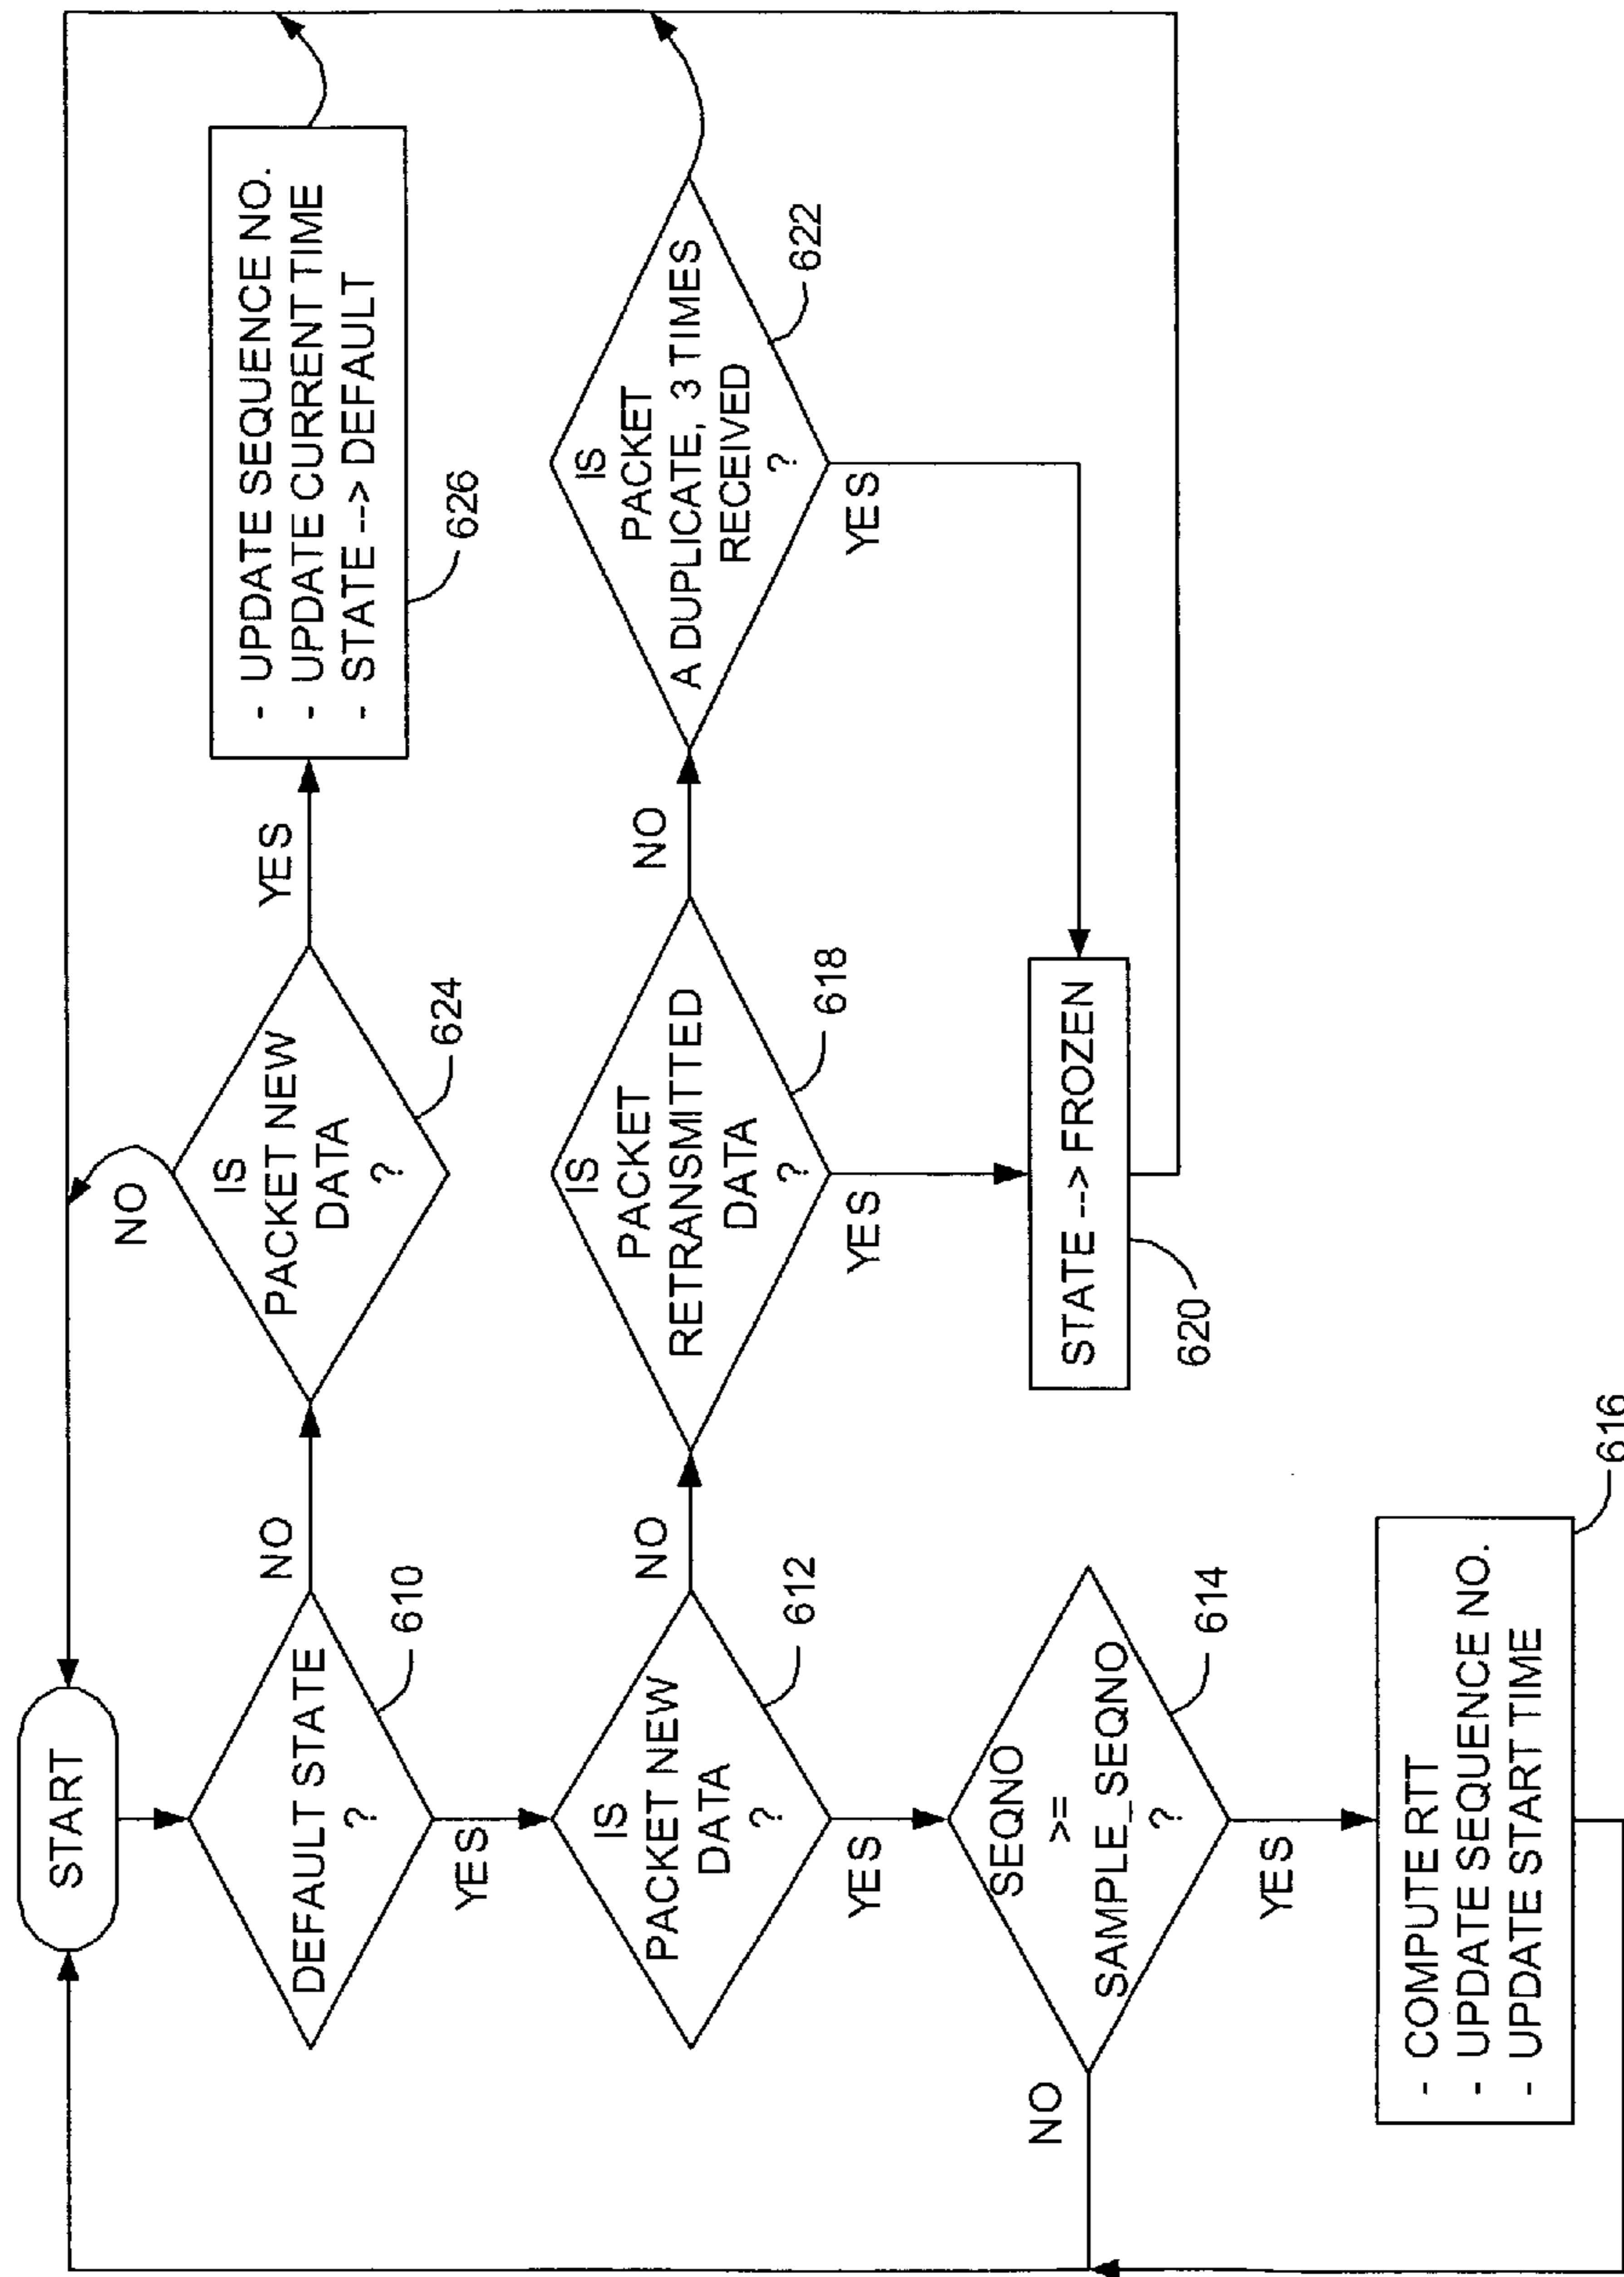 START
DEFAULT STATE
?
610
NO
YES
IS
PACKET NEW
DATA
?
624
NO
YES
- UPDATE SEQUENCE NO.
- UPDATE CURRENT TIME
- STATE --> DEFAULT
626
IS
PACKET NEW
DATA
?
612
NO
YES
IS
PACKET
RETRANSMITTED
DATA
?
618
NO
YES
IS
PACKET
A DUPLICATE, 3 TIMES
RECEIVED
?
622
YES
STATE --> FROZEN
620
SEQNO
>=
SAMPLE_SEQNO
?
614
NO
YES
- COMPUTE RTT
- UPDATE SEQUENCE NO.
- UPDATE START TIME
616